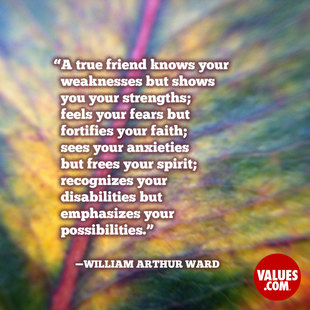 “A true friend knows your
weaknesses but shows
you your strengths;
feels your fears but
fortifies your faith;
sees your anxieties
but frees your spirit;
recognizes your
disabilities but
emphasizes your
possibilities.”
—WILLIAM ARTHUR WARD
VALUES
.COM